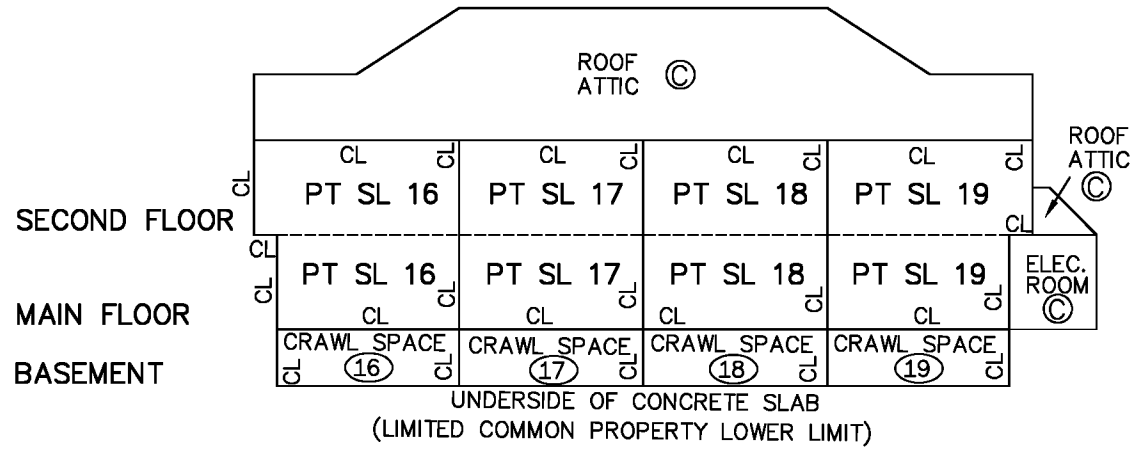 ROOF
ATTIC Ⓒ
ROOF
ATTIC
Ⓒ
CL CL CL CL CL CL CL CL
CL
PT SL 16 PT SL 17 PT SL 18 PT SL 19
SECOND FLOOR
CL
CL
PT SL 16 PT SL 17 PT SL 18 PT SL 19
ELEC.
ROOM
Ⓒ
CL CL CL CL CL
MAIN FLOOR
CL CL CL CL
CRAWL SPACE CRAWL SPACE CRAWL SPACE CRAWL SPACE
BASEMENT
CL 16 CL 17 CL 18 CL 19 CL
UNDERSIDE OF CONCRETE SLAB
(LIMITED COMMON PROPERTY LOWER LIMIT)